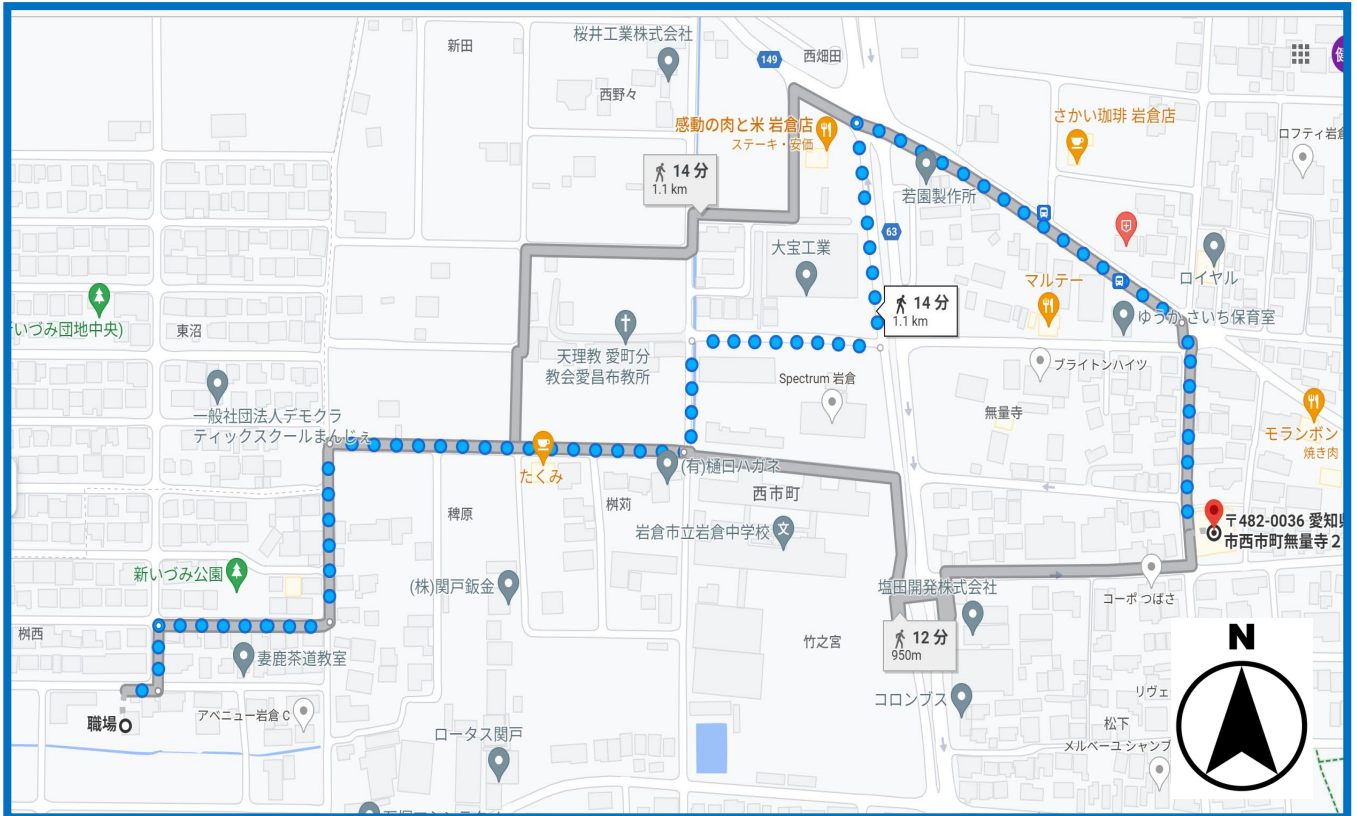 新田
桜井工業株式会社
149
西畑田
西野々
感動の肉と米 岩倉店
ステーキ・安価
さかい珈琲 岩倉店
ロフティ岩倉
14 分
1.1 km
若園製作所
63
大宝工業
ロイヤル
マルテー
14 分
1.1 km
ゆうか さいち保育室
いづみ団地中央)
東沼
天理教 愛町分
教会愛昌布教所
ブライトンハイツ
Spectrum 岩倉
無量寺
一般社団法人デモクラ
ティックスクールまんじぇ
モランボン
焼き肉
たくみ
(有)樋口ハガネ
西市町
桝苅
稗原
岩倉市立岩倉中学校
〒482-0036 愛知
市西市町無量寺2
新いづみ公園
(株)関戸鈑金
塩田開発株式会社
コーポ つばさ
桝西
妻鹿茶道教室
竹之宮
12 分
950m
N
職場
アベニュー岩倉 C
コロンブス
リヴェ
松下
ロータス関戸
メルベーユ シャンブ